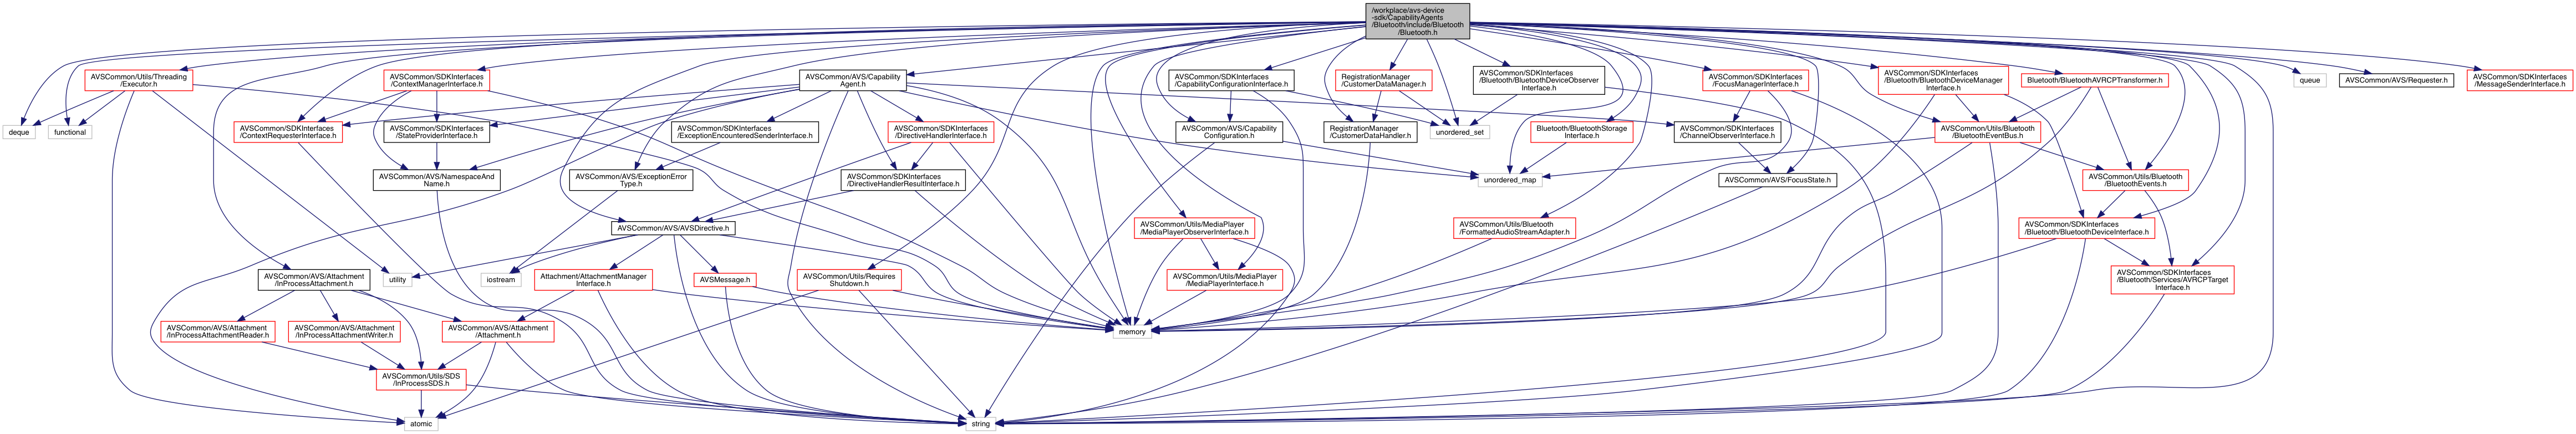 /workplace/avs-device
-sdk/CapabilityAgents
/Bluetooth/include/Bluetooth
/Bluetooth.h
AVSCommon/Utils/Threading
/Executor.h
AVSCommon/SDKInterfaces
/ContextManagerInterface.h
AVSCommon/AVS/Capability
Agent.h
AVSCommon/SDKInterfaces
/CapabilityConfigurationInterface.h
RegistrationManager
/CustomerDataManager.h
AVSCommon/SDKInterfaces
/Bluetooth/BluetoothDeviceObserver
Interface.h
AVSCommon/SDKInterfaces
/FocusManagerInterface.h
AVSCommon/SDKInterfaces
/Bluetooth/BluetoothDeviceManager
Interface.h
Bluetooth/BluetoothAVRCPTransformer.h
queue
AVSCommon/AVS/Requester.h
AVSCommon/SDKInterfaces
/MessageSenderInterface.h
deque
functional
AVSCommon/SDKInterfaces
/ContextRequesterInterface.h
AVSCommon/SDKInterfaces
/StateProviderInterface.h
AVSCommon/SDKInterfaces
/ExceptionEncounteredSenderInterface.h
AVSCommon/SDKInterfaces
/DirectiveHandlerInterface.h
AVSCommon/AVS/Capability
Configuration.h
RegistrationManager
/CustomerDataHandler.h
unordered_set
Bluetooth/BluetoothStorage
Interface.h
AVSCommon/SDKInterfaces
/ChannelObserverInterface.h
AVSCommon/Utils/Bluetooth
/BluetoothEventBus.h
AVSCommon/AVS/NamespaceAnd
Name.h
AVSCommon/AVS/ExceptionError
Type.h
AVSCommon/SDKInterfaces
/DirectiveHandlerResultInterface.h
unordered_map
AVSCommon/AVS/FocusState.h
AVSCommon/Utils/Bluetooth
/BluetoothEvents.h
AVSCommon/AVS/AVSDirective.h
AVSCommon/Utils/MediaPlayer
/MediaPlayerObserverInterface.h
AVSCommon/Utils/Bluetooth
/FormattedAudioStreamAdapter.h
AVSCommon/SDKInterfaces
/Bluetooth/BluetoothDeviceInterface.h
AVSCommon/AVS/Attachment
/InProcessAttachment.h
utility
iostream
Attachment/AttachmentManager
Interface.h
AVSMessage.h
AVSCommon/Utils/Requires
Shutdown.h
AVSCommon/Utils/MediaPlayer
/MediaPlayerInterface.h
AVSCommon/SDKInterfaces
/Bluetooth/Services/AVRCPTarget
Interface.h
AVSCommon/AVS/Attachment
/InProcessAttachmentReader.h
AVSCommon/AVS/Attachment
/InProcessAttachmentWriter.h
AVSCommon/AVS/Attachment
/Attachment.h
memory
AVSCommon/Utils/SDS
/InProcessSDS.h
atomic
string